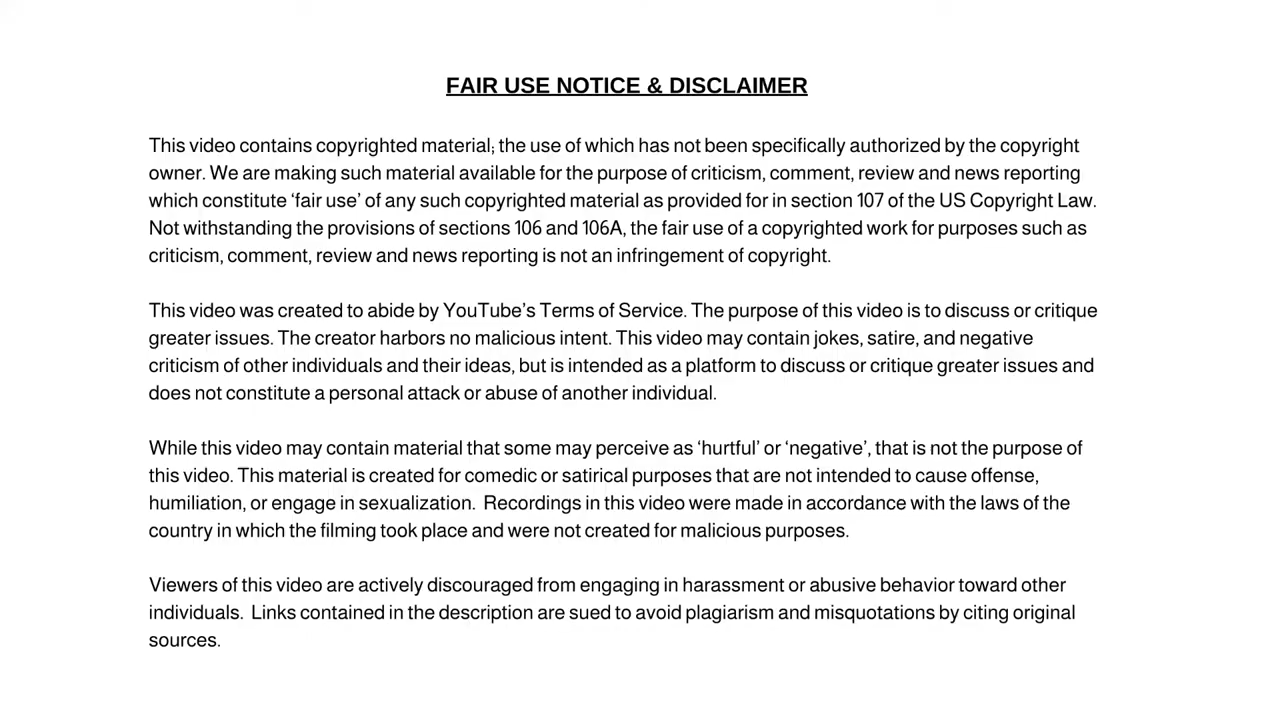 FAIR USE NOTICE & DISCLAIMER
This video contains copyrighted material; the use of which has not been specifically authorized by the copyright
owner. We are making such material available for the purpose of criticism, comment, review and news reporting
which constitute ‘fair use’ of any such copyrighted material as provided for in section 107 of the US Copyright Law.
Not withstanding the provisions of sections 106 and 106A, the fair use of a copyrighted work for purposes such as
criticism, comment, review and news reporting is not an infringement of copyright.
This video was created to abide by YouTube’s Terms of Service. The purpose of this video is to discuss or critique
greater issues. The creator harbors no malicious intent. This video may contain jokes, satire, and negative
criticism of other individuals and their ideas, but is intended as a platform to discuss or critique greater issues and
does not constitute a personal attack or abuse of another individual.
While this video may contain material that some may perceive as ‘hurtful’ or ‘negative’, that is not the purpose of
this video. This material is created for comedic or satirical purposes that are not intended to cause offense,
humiliation, or engage in sexualization.  Recordings in this video were made in accordance with the laws of the
country in which the filming took place and were not created for malicious purposes.
Viewers of this video are actively discouraged from engaging in harassment or abusive behavior toward other
individuals.  Links contained in the description are sued to avoid plagiarism and misquotations by citing original
sources.